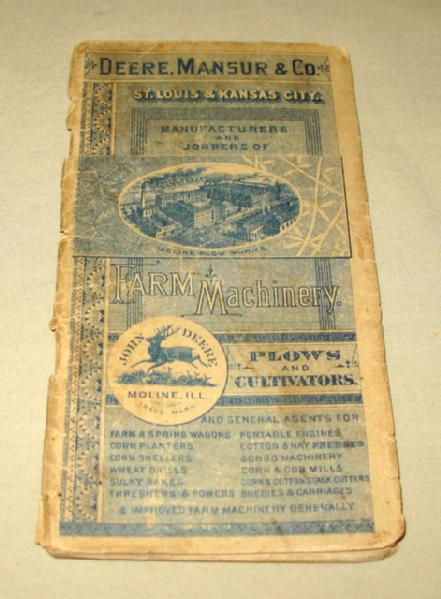 DEERE, MANSUR & CO.
ST. LOUIS & KANSAS CITY.
MANUFACTURERS
AND
JOBBERS OF
MOLINE PLOW WORKS.
FARM Machinery.
JOHN DEERE
MOLINE, ILL.
TRADE MARK
PLOWS
AND
CULTIVATORS.
AND GENERAL AGENTS FOR
FARM & SPRING WAGONS PORTABLE ENGINES
CORN PLANTERS COTTON & HAY PRESSES
CORN SHELLERS SORGO MACHINERY
WHEAT DRILLS CORN & COB MILLS
SULKY RAKES CORN & COTTONSTALK CUTTERS
THRESHERS & POWERS BUGGIES & CARRIAGES
& IMPROVED FARM MACHINERY GENERALLY.